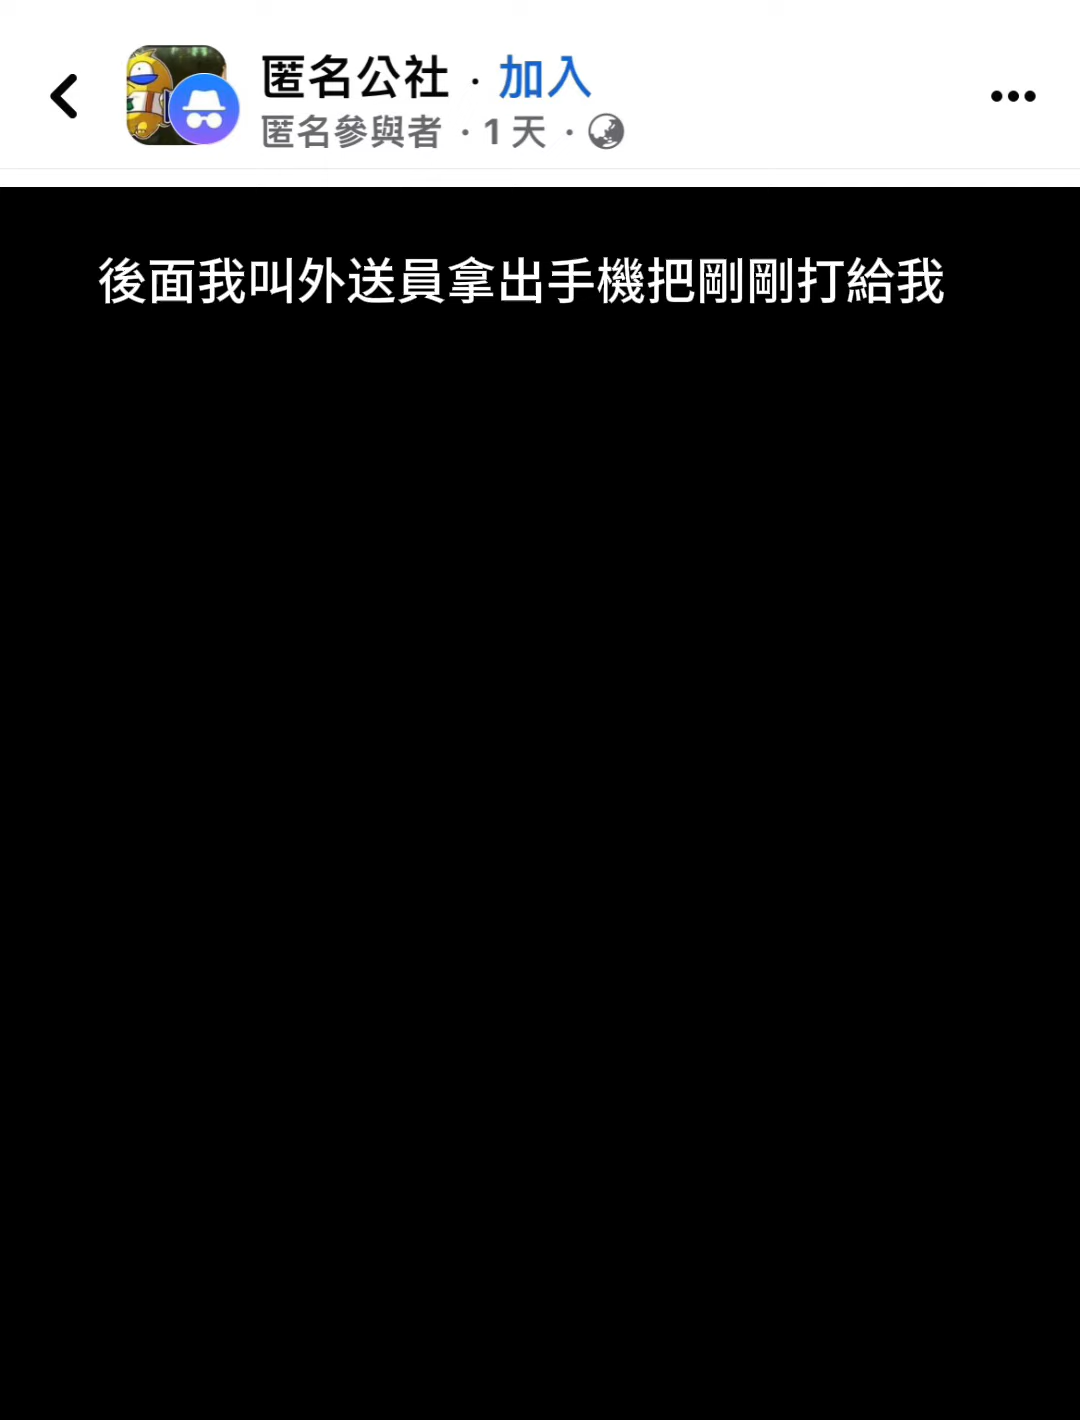 匿名公社 · 加入
匿名參與者 · 1 天 ·
後面我叫外送員拿出手機把剛剛打給我